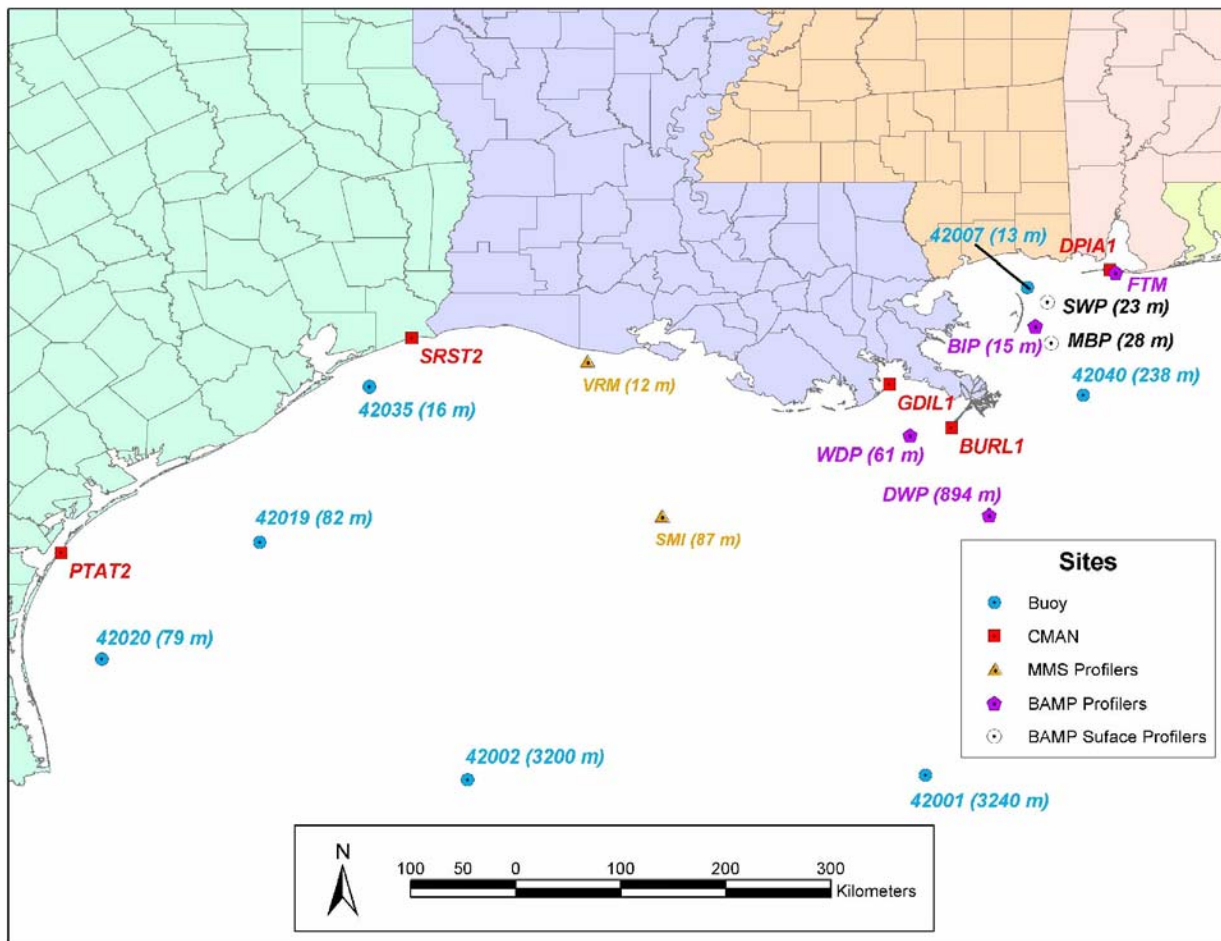 42007 (13 m)
DPIA1
FTM
SWP (23 m)
BIP (15 m)
MBP (28 m)
SRST2
VRM (12 m)
42040 (238 m)
42035 (16 m)
GDIL1
BURL1
WDP (61 m)
DWP (894 m)
42019 (82 m)
SMI (87 m)
PTAT2
42020 (79 m)
42002 (3200 m)
42001 (3240 m)
Sites
Buoy
CMAN
MMS Profilers
BAMP Profilers
BAMP Suface Profilers
N
100 50 0 100 200 300
Kilometers